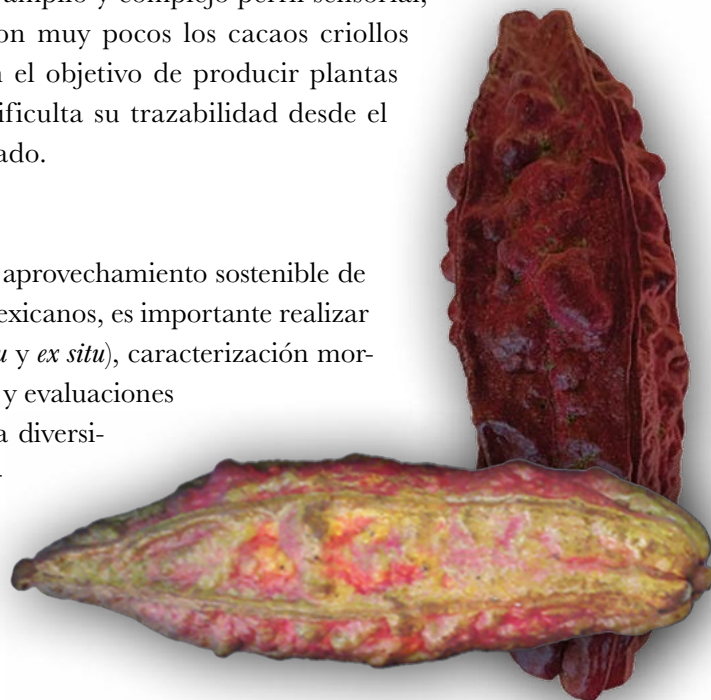 complejo perfil sensorial,
on muy pocos los cacaos criollos
el objetivo de producir plantas
ificulta su trazabilidad desde el
ado.
aprovechamiento sostenible de
exicanos, es importante realizar
y ex situ), caracterización mor-
y evaluaciones
a diversi-
-